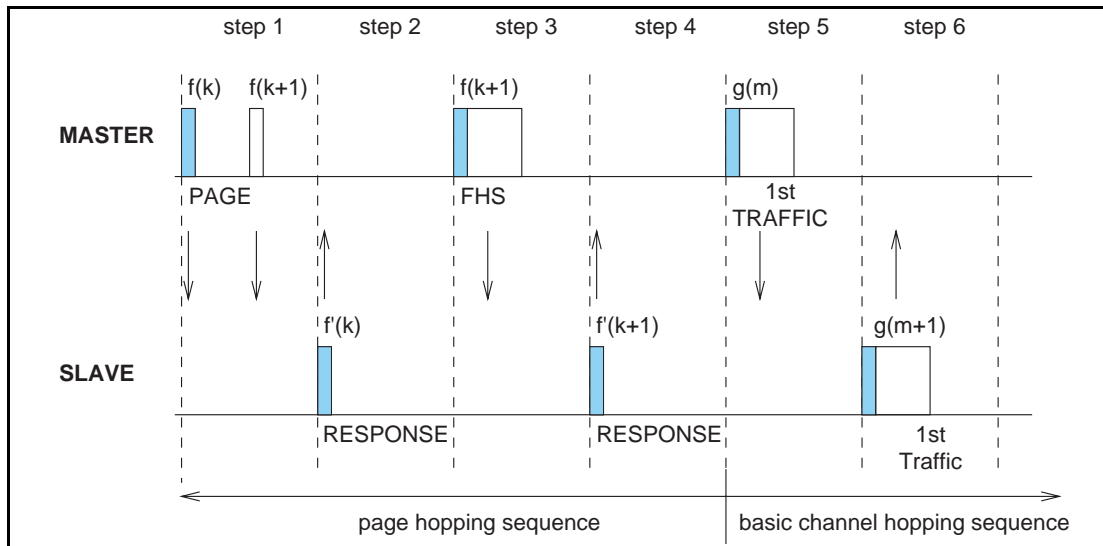 step 1 step 2 step 3 step 4 step 5 step 6
f(k) f(k+1) f(k+1) g(m)
MASTER
PAGE FHS 1st
TRAFFIC
f'(k) f'(k+1) g(m+1)
SLAVE
RESPONSE RESPONSE 1st
Traffic
page hopping sequence basic channel hopping sequence